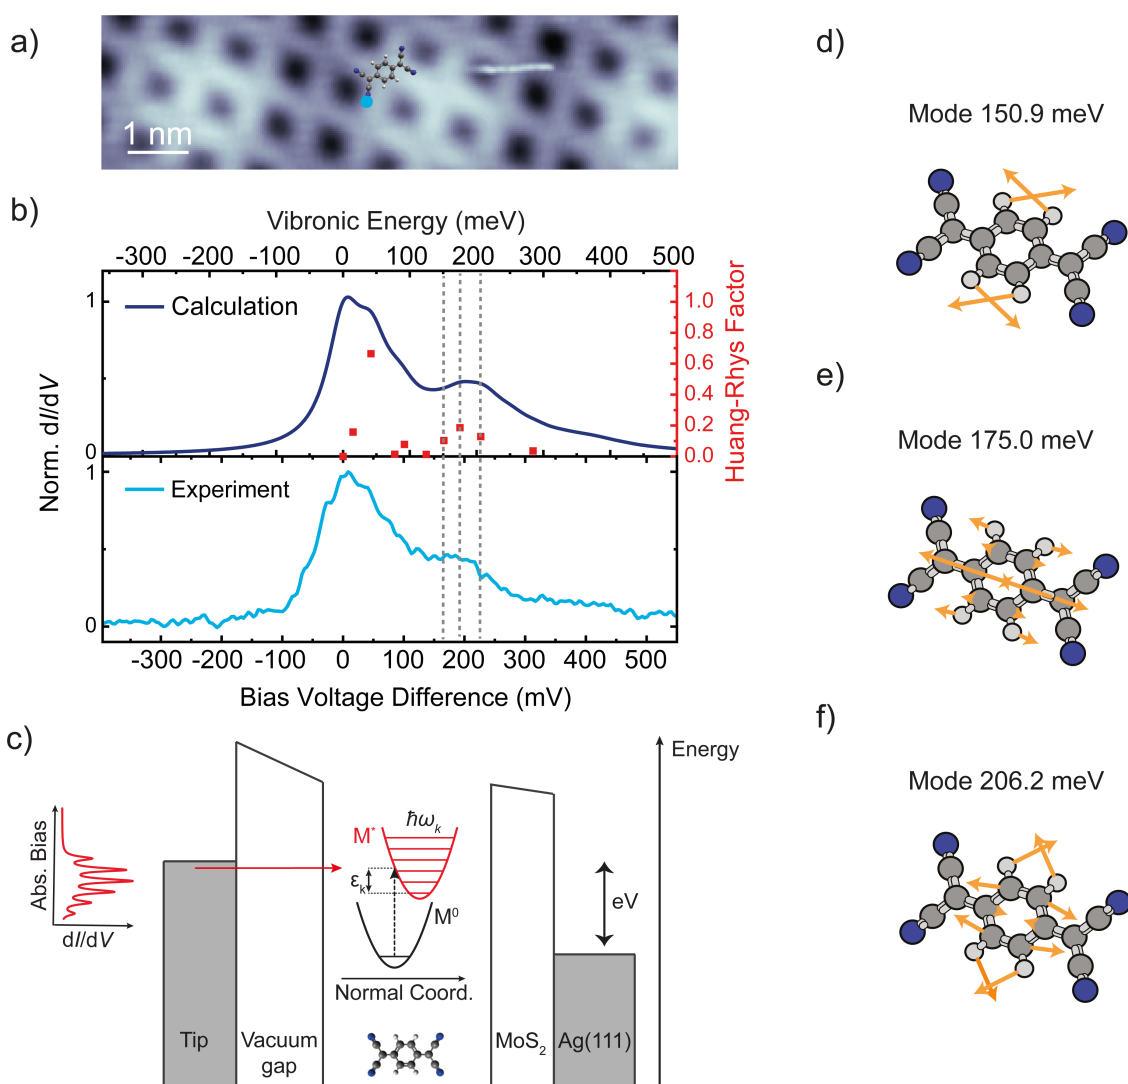 a)
1 nm
b)
Vibronic Energy (meV)
-300 -200 -100 0 100 200 300 400 500
Norm. dI/dV
1
0
Calculation
1.0
0.8
0.6
0.4
0.2
0.0
Huang-Rhys Factor
1
0
Experiment
-300 -200 -100 0 100 200 300 400 500
Bias Voltage Difference (mV)
c)
Abs. Bias
dI/dV
Tip
Vacuum
gap
M*
ħωk
εk
M0
Normal Coord.
MoS2
Ag(111)
eV
Energy
d)
Mode 150.9 meV
e)
Mode 175.0 meV
f)
Mode 206.2 meV